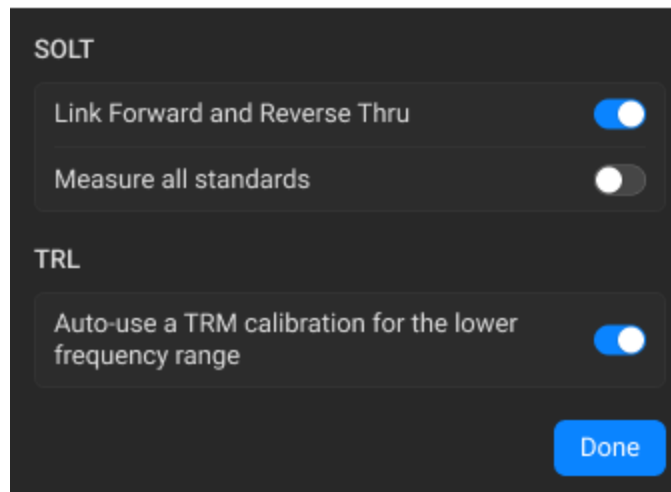 SOLT
Link Forward and Reverse Thru
Measure all standards
TRL
Auto-use a TRM calibration for the lower
frequency range
Done